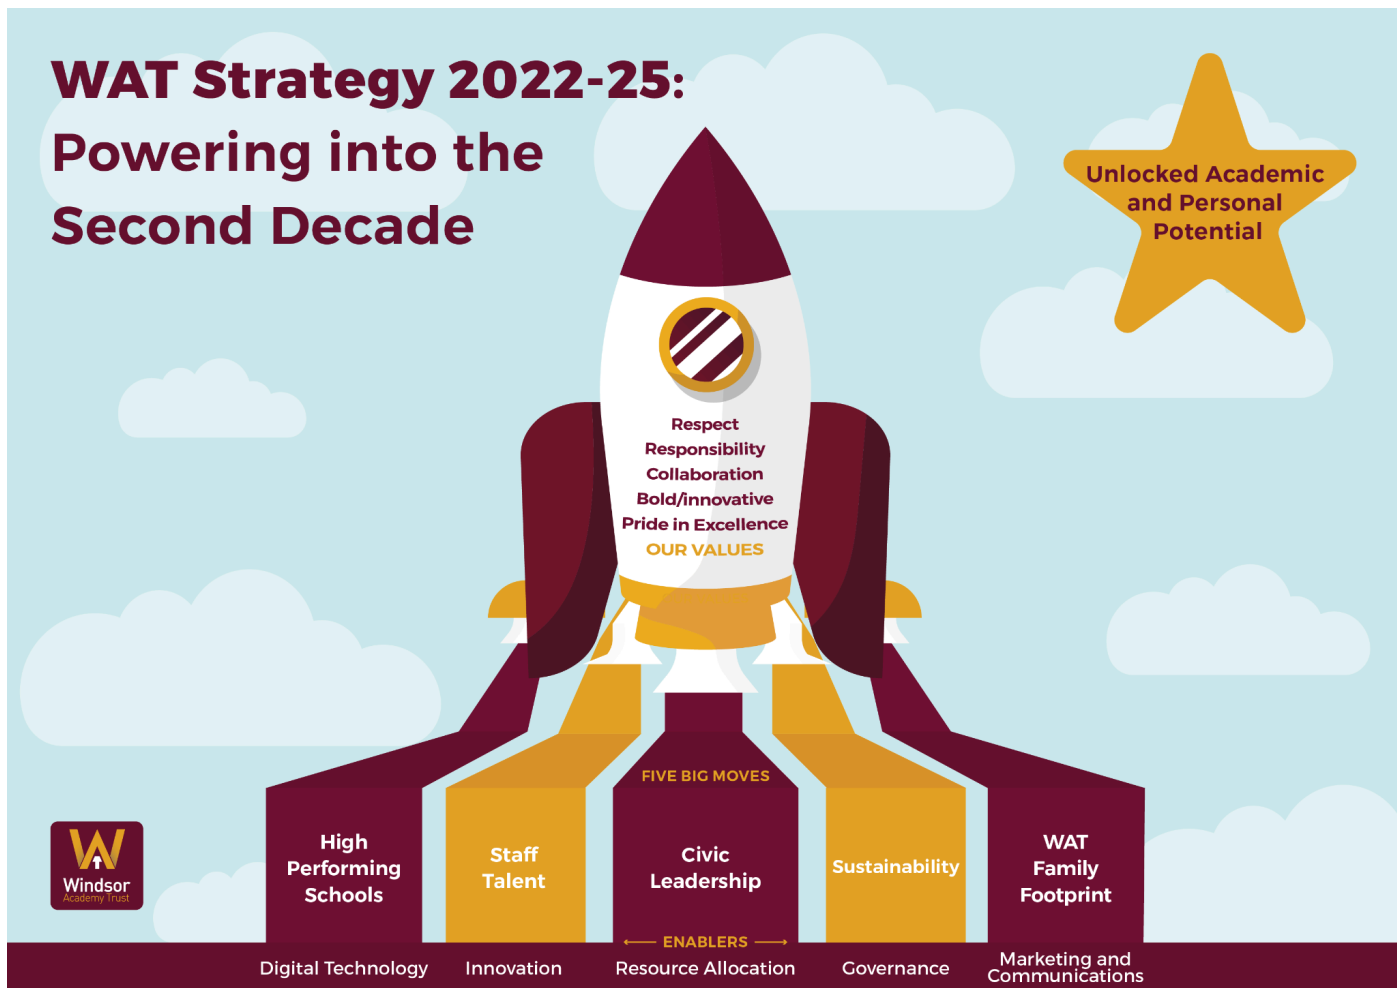 WAT Strategy 2022-25:
Powering into the
Second Decade
Unlocked Academic
and Personal
Potential
Respect
Responsibility
Collaboration
Bold/innovative
Pride in Excellence
OUR VALUES
FIVE BIG MOVES
High
Performing
Schools
Staff
Talent
Civic
Leadership
Sustainability
WAT
Family
Footprint
W
Windsor
Academy Trust
ENABLERS
Digital Technology
Innovation
Resource Allocation
Governance
Marketing and
Communications